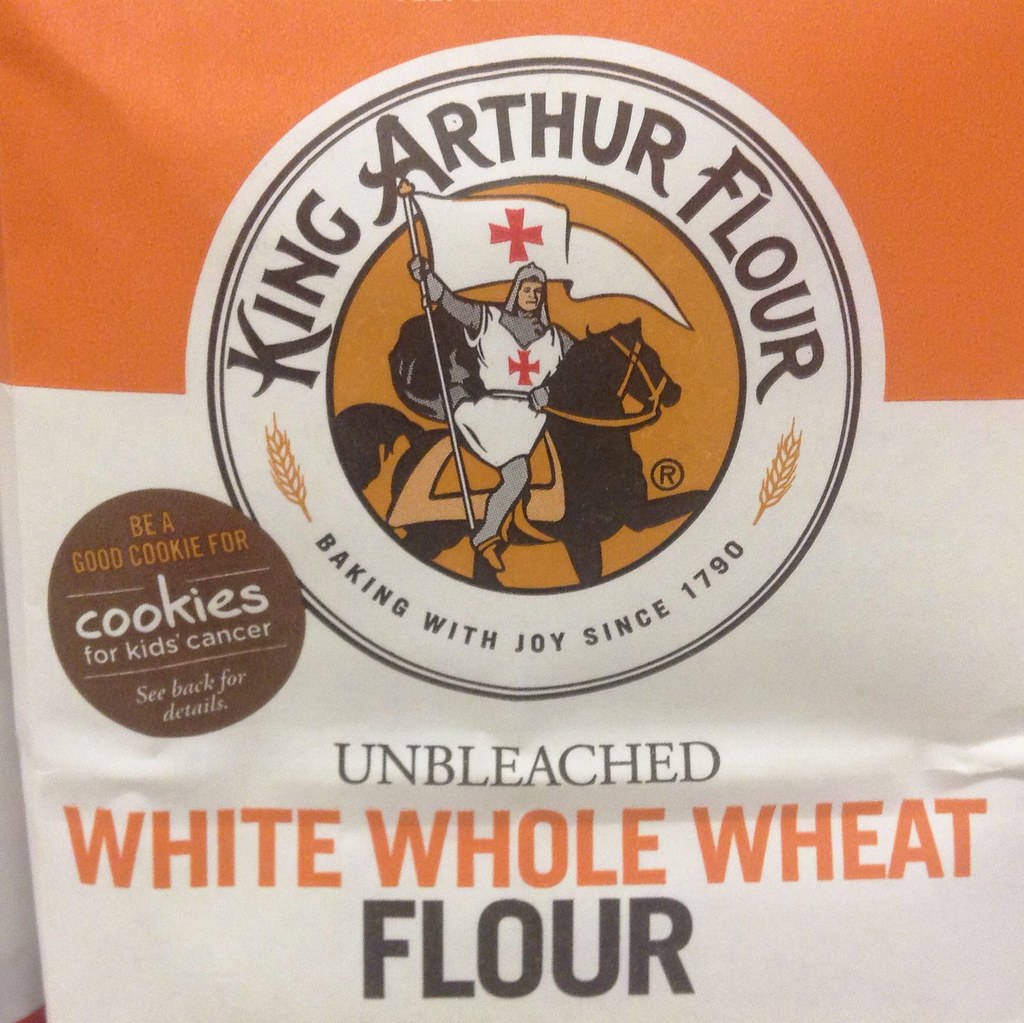 KING ARTHUR FLOUR
®
BAKING WITH JOY SINCE 1790
BE A
GOOD COOKIE FOR
cookies
for kids' cancer
See back for
details.
UNBLEACHED
WHITE WHOLE WHEAT
FLOUR